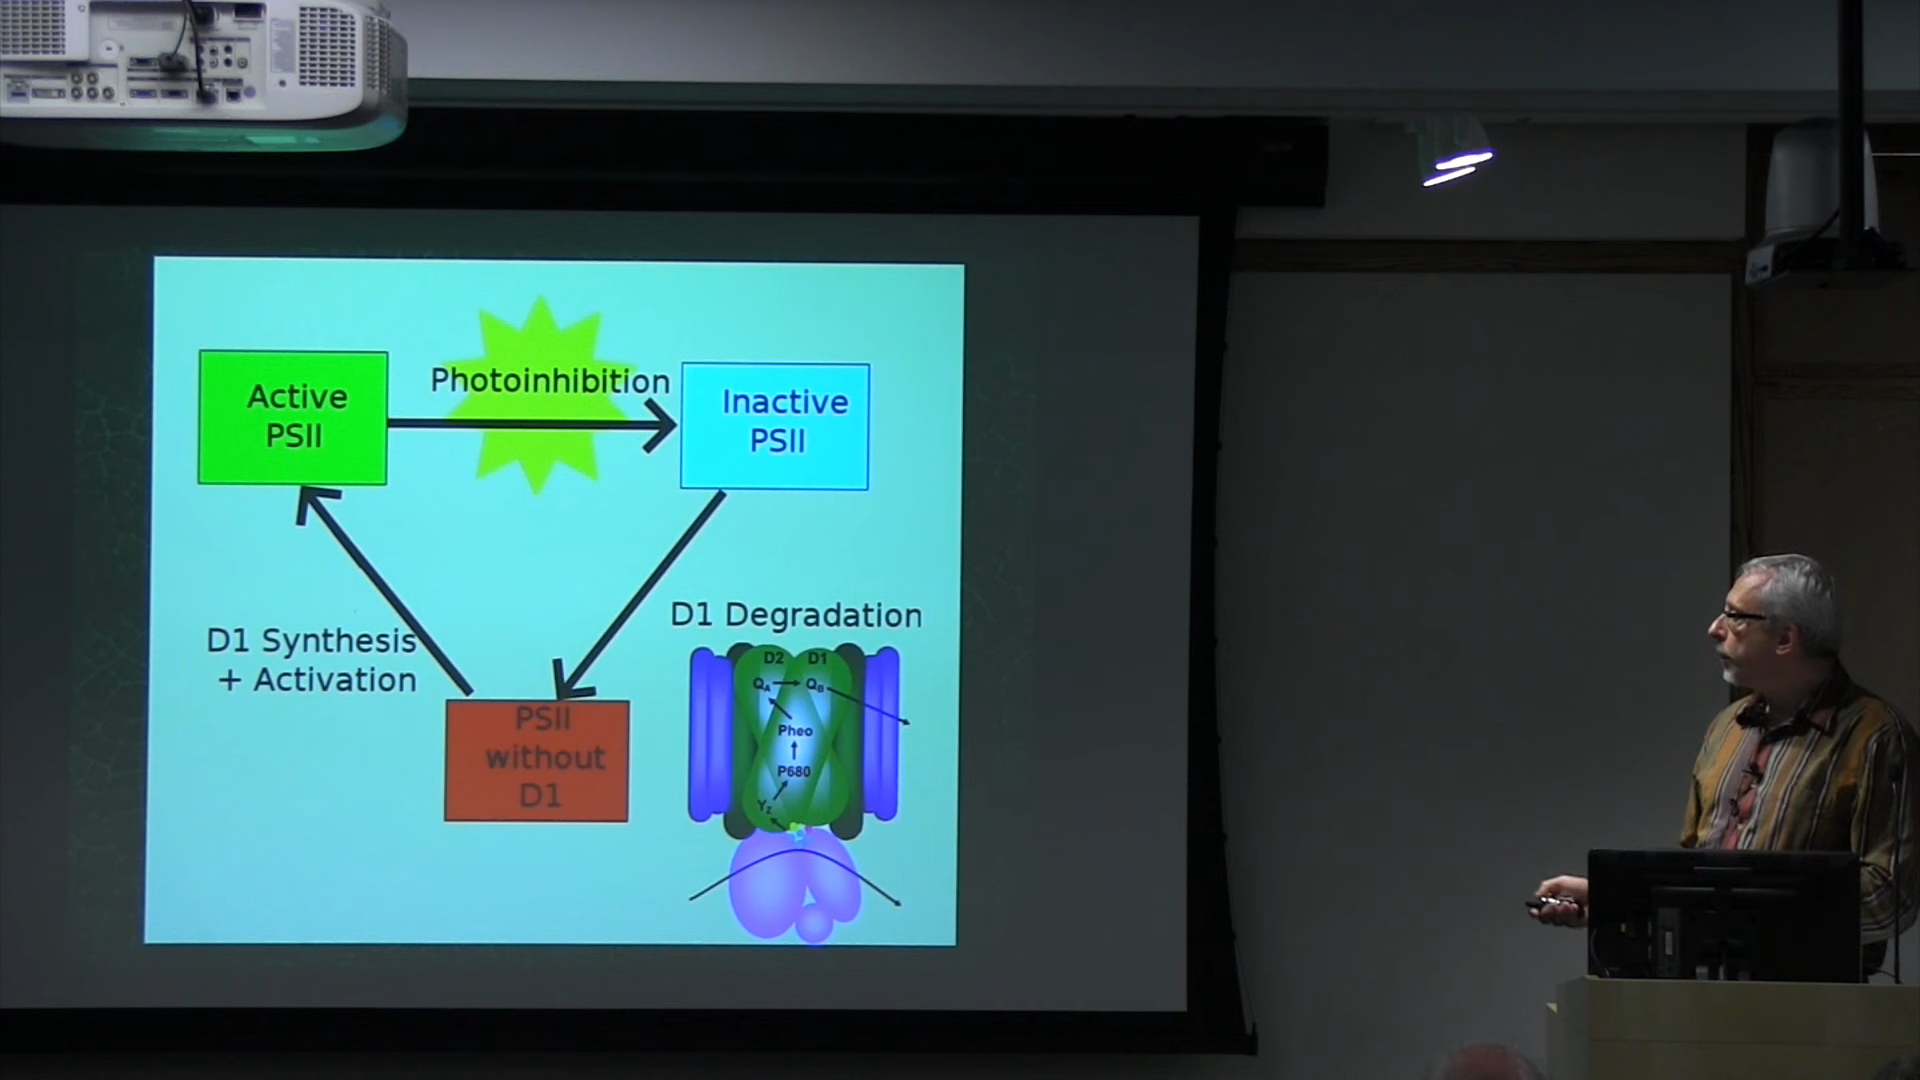 Photoinhibition
Active
PSII
Inactive
PSII
D1 Degradation
D1 Synthesis
+ Activation
PSII
without
D1
D2 D1
QA QB
Pheo
P680
Yz